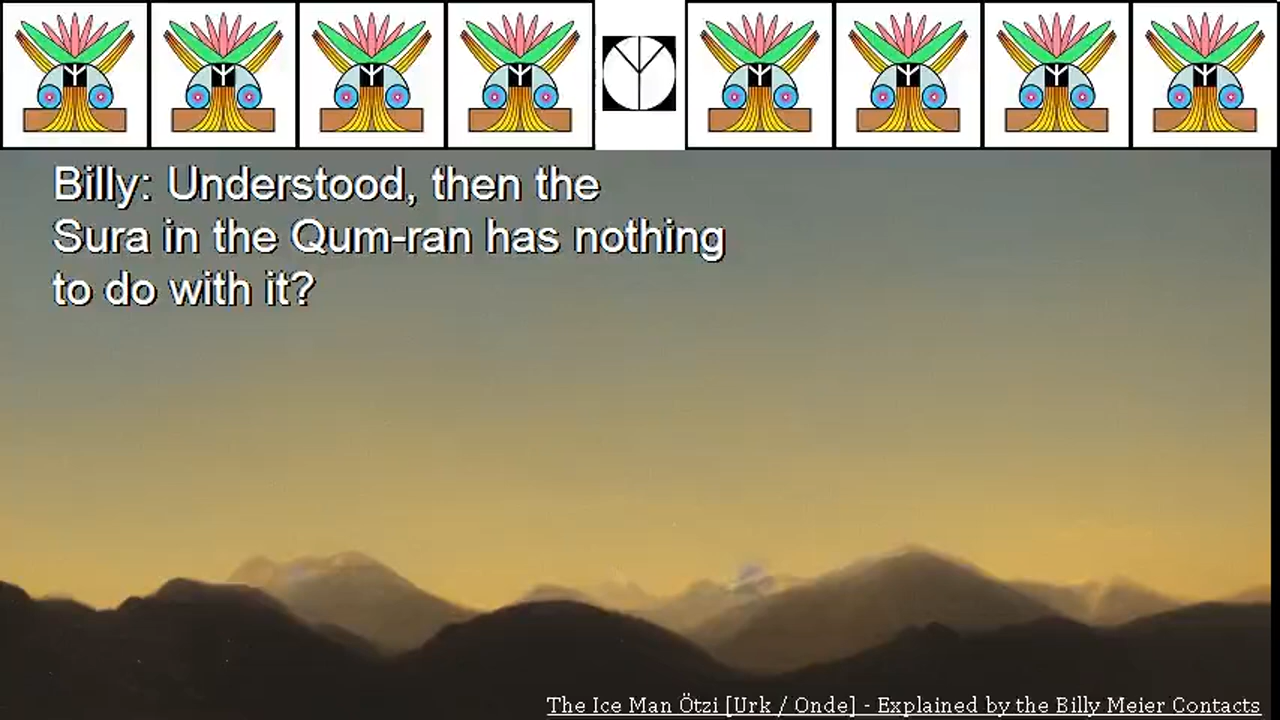 Billy: Understood, then the
Sura in the Qum-ran has nothing
to do with it?
The Ice Man Ötzi [Urk / Onde] - Explained by the Billy Meier Contacts